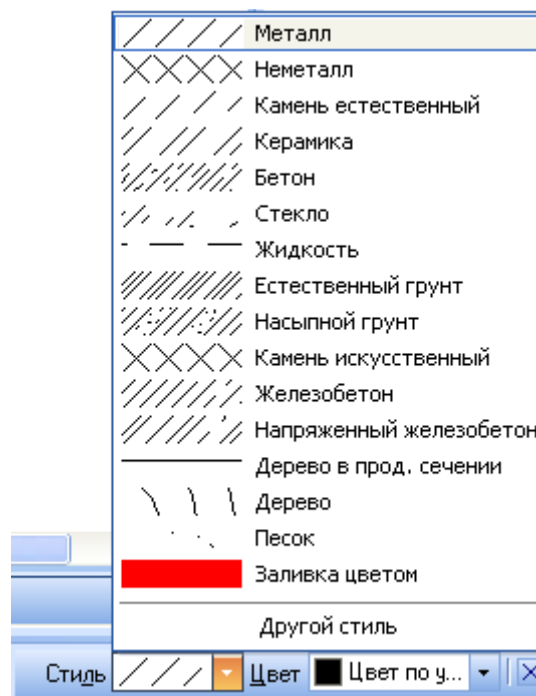 Металл
Неметалл
Камень естественный
Керамика
Бетон
Стекло
Жидкость
Естественный грунт
Насыпной грунт
Камень искусственный
Железобетон
Напряженный железобетон
Дерево в прод. сечении
Дерево
Песок
Заливка цветом
Другой стиль
Стиль Цвет Цвет по у...